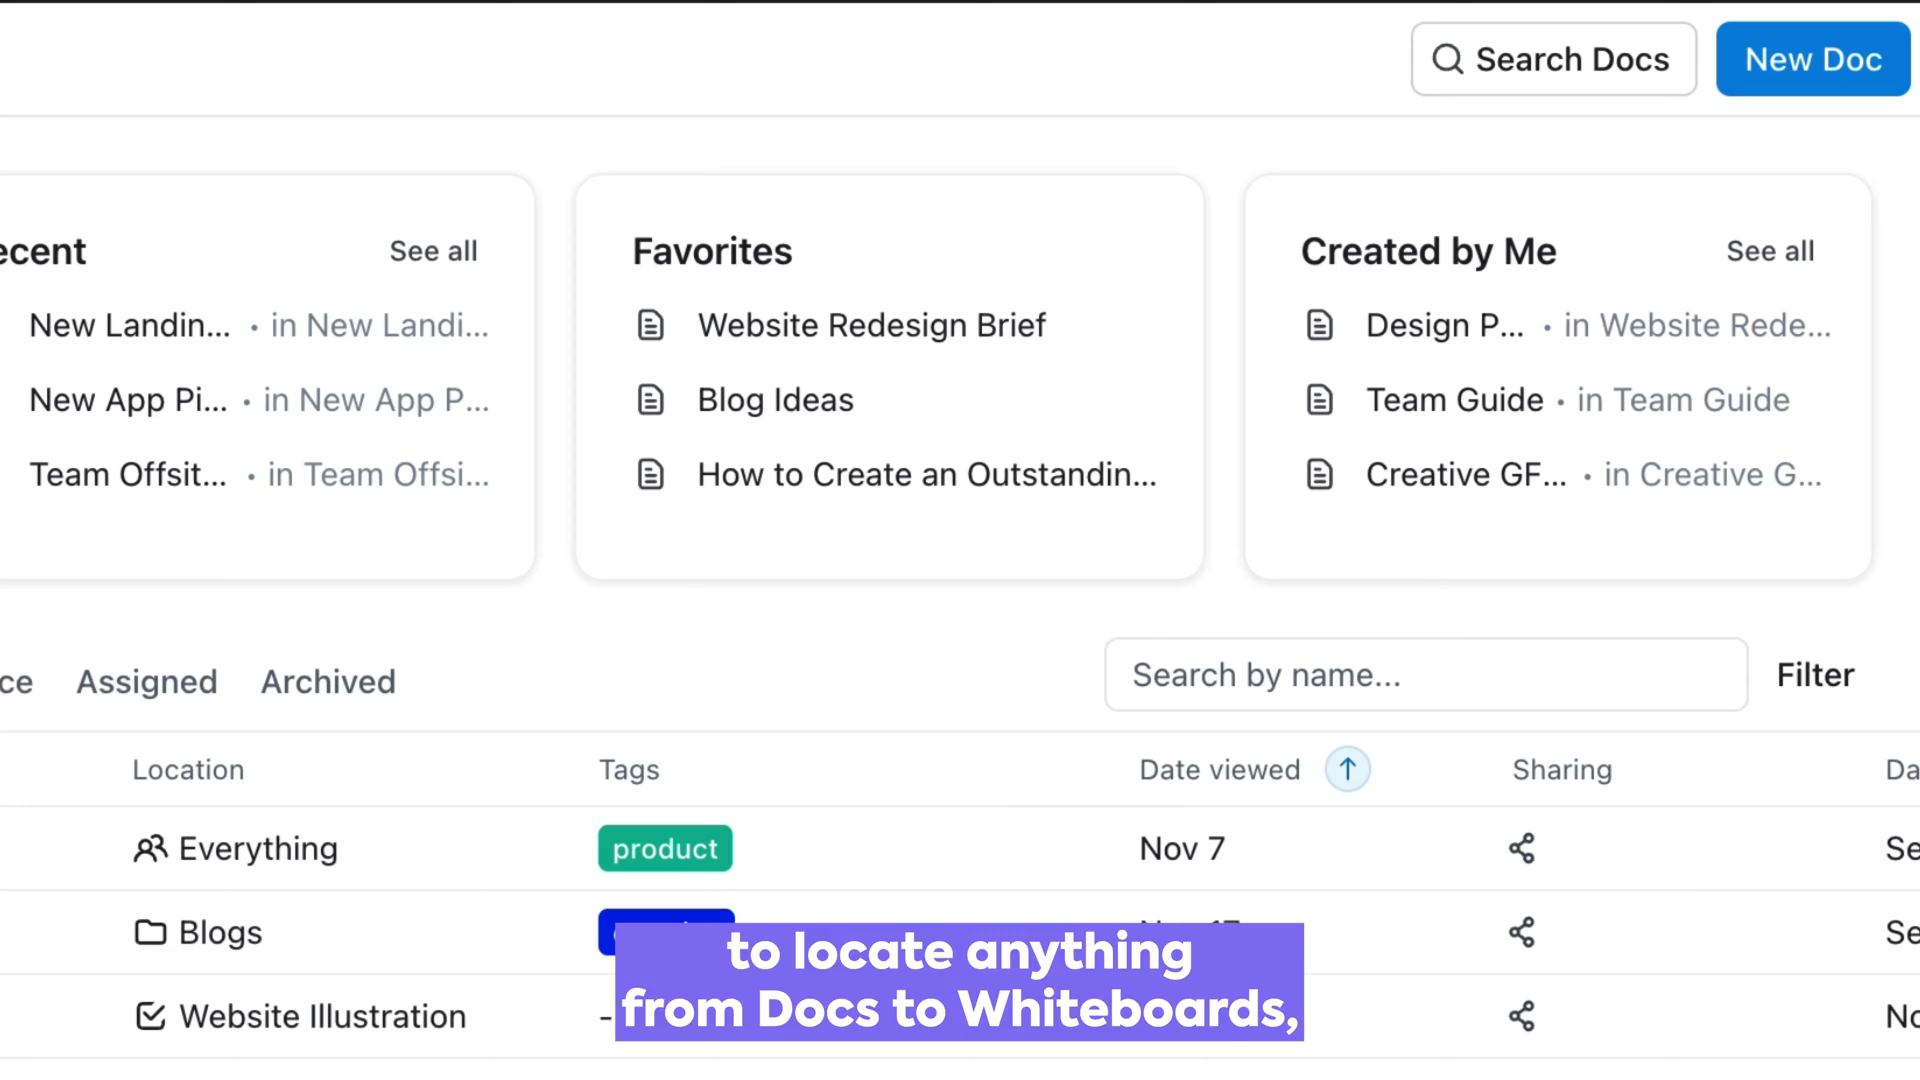 Search Docs New Doc
ecent See all
New Landin... • in New Landi...
New App Pi... • in New App P...
Team Offsit... • in Team Offsi...
Favorites
Website Redesign Brief
Blog Ideas
How to Create an Outstandin...
Created by Me See all
Design P... • in Website Rede...
Team Guide • in Team Guide
Creative GF... • in Creative G...
ce Assigned Archived Search by name... Filter
Location Tags Date viewed Sharing Da
Everything product Nov 7 Se
Blogs Se
Website Illustration - No
to locate anything
from Docs to Whiteboards,